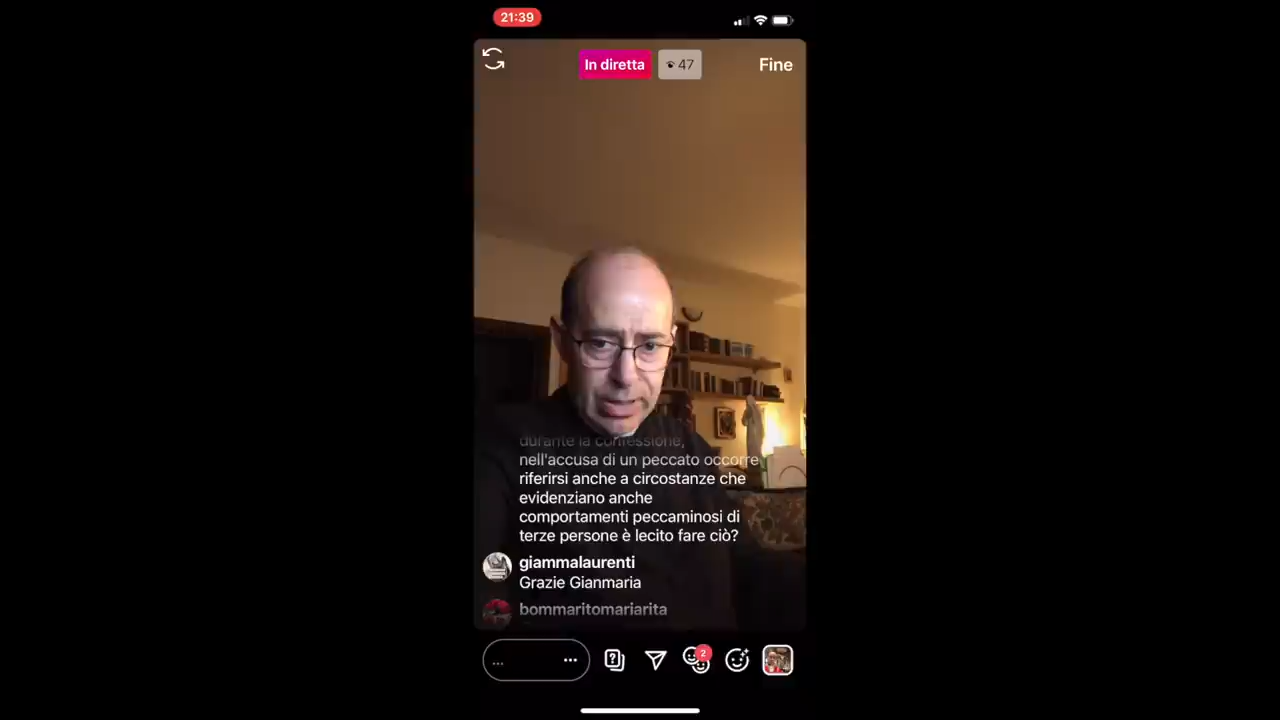 21:39
In diretta
47
Fine
durante la confessione,
nell'accusa di un peccato occorre
riferirsi anche a circostanze che
evidenziano anche
comportamenti peccaminosi di
terze persone è lecito fare ciò?
giammalaurenti
Grazie Gianmaria
bommaritomariarita
2
...